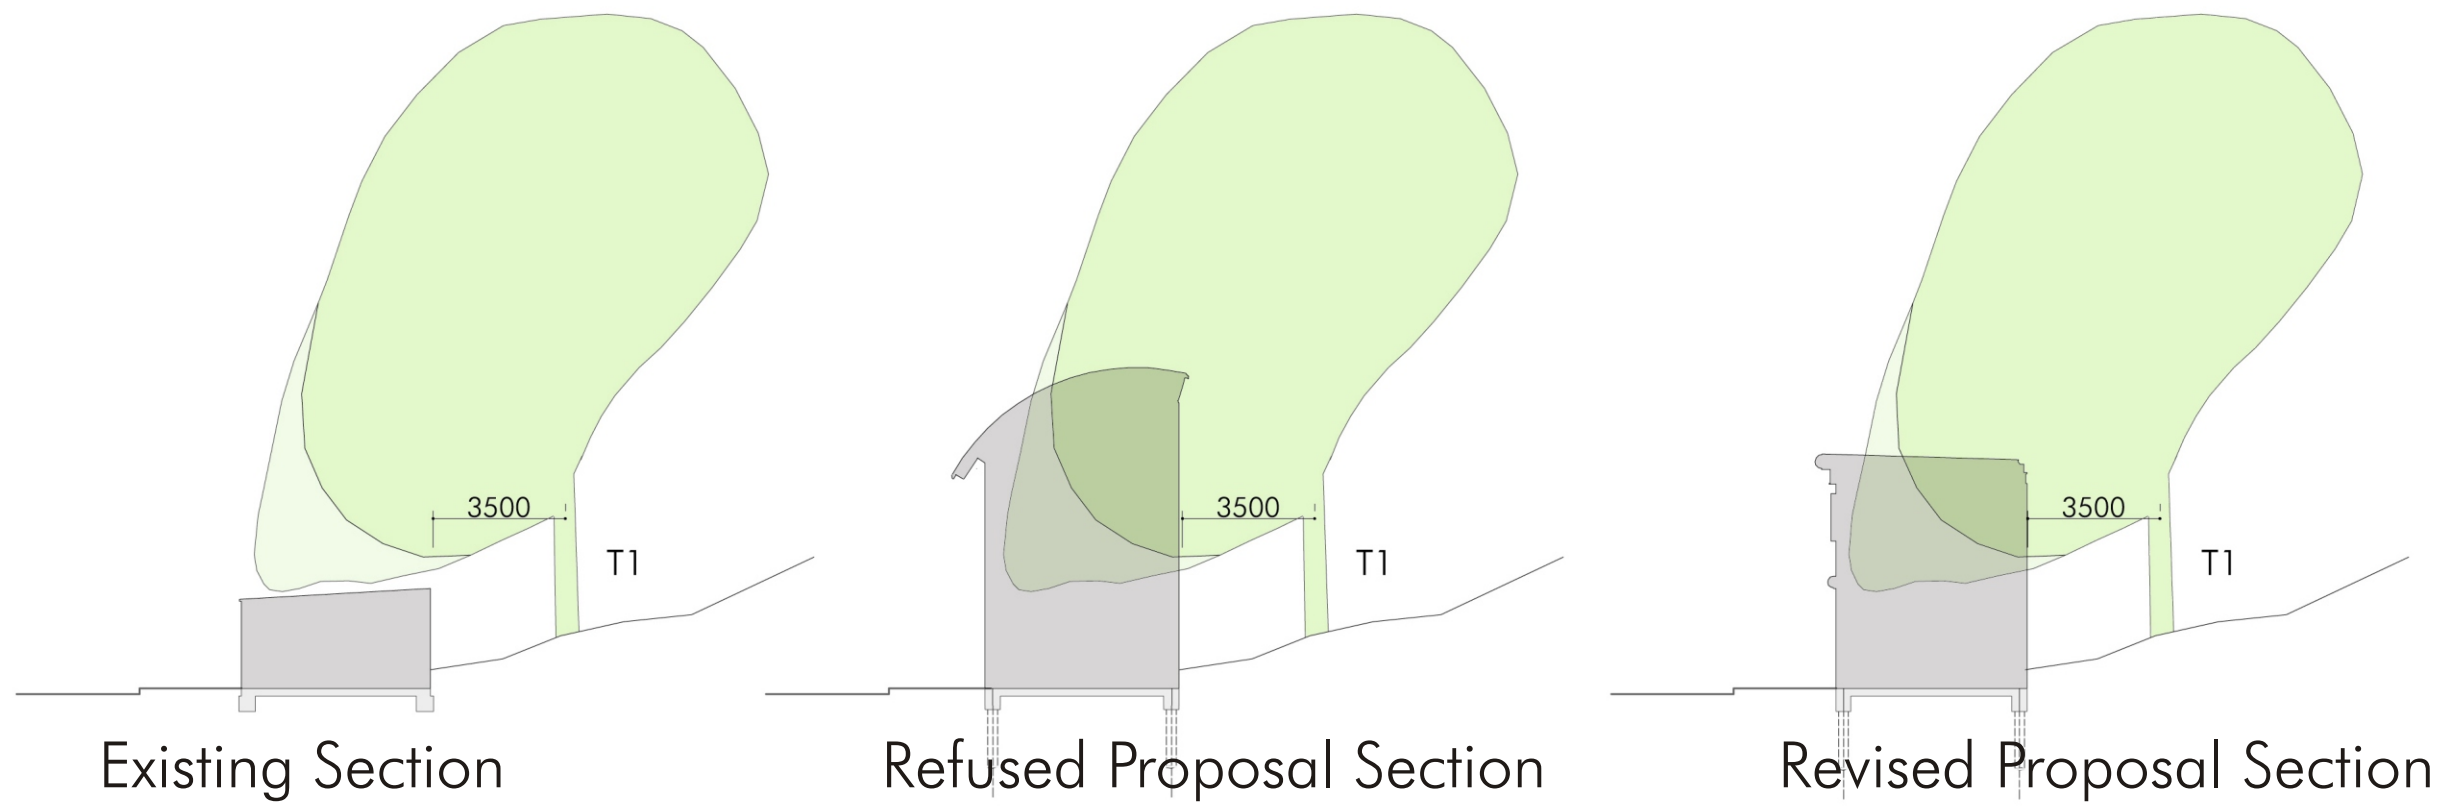 3500
T1
Existing Section
3500
T1
Refused Proposal Section
3500
T1
Revised Proposal Section